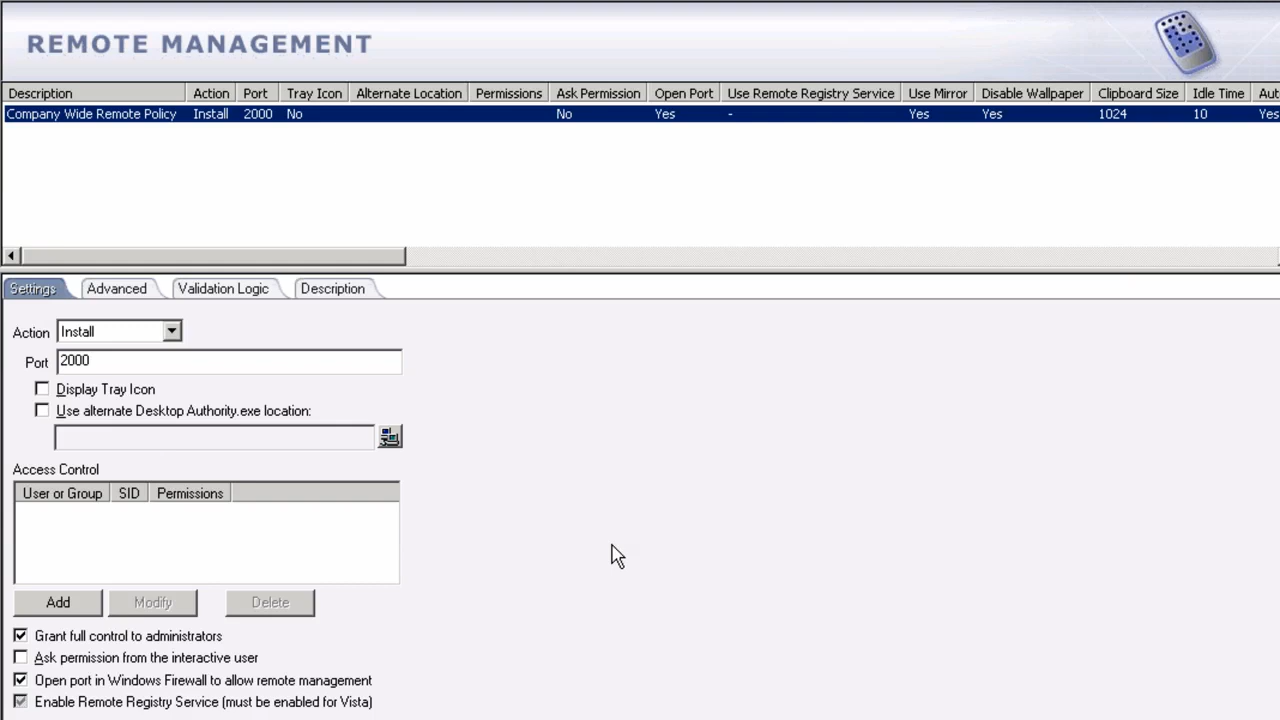 REMOTE MANAGEMENT
Description Action Port Tray Icon Alternate Location Permissions Ask Permission Open Port Use Remote Registry Service Use Mirror Disable Wallpaper Clipboard Size Idle Time Aut
Company Wide Remote Policy Install 2000 No No Yes - Yes Yes 1024 10 Yes
Settings Advanced Validation Logic Description
Action Install
Port 2000
Display Tray Icon
Use alternate Desktop Authority.exe location:
Access Control
User or Group SID Permissions
Add Modify Delete
Grant full control to administrators
Ask permission from the interactive user
Open port in Windows Firewall to allow remote management
Enable Remote Registry Service (must be enabled for Vista)